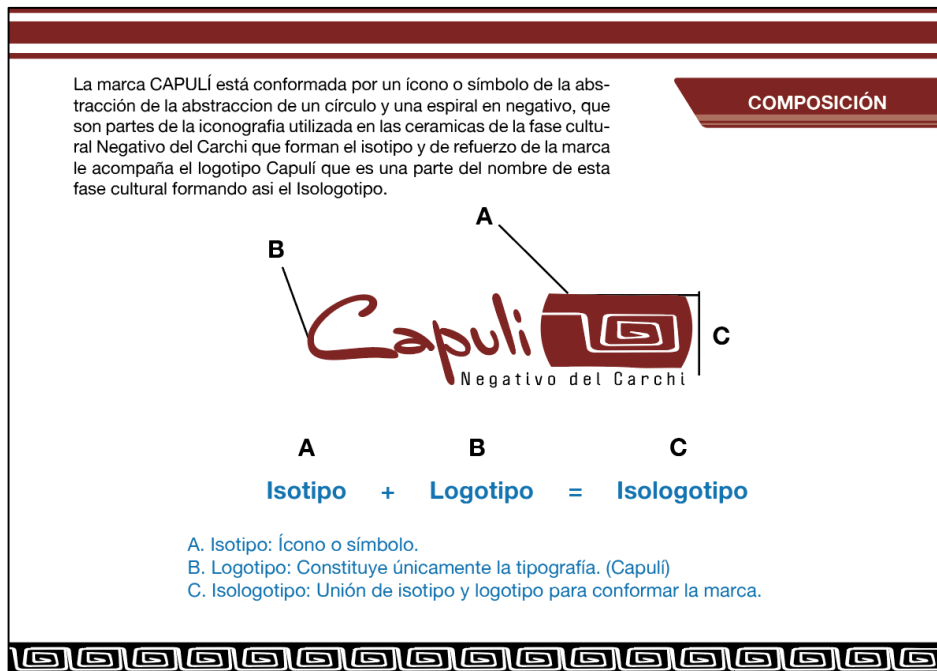 La marca CAPULÍ está conformada por un ícono o símbolo de la abs-
tracción de la abstraccion de un círculo y una espiral en negativo, que
son partes de la iconografia utilizada en las ceramicas de la fase cultu-
ral Negativo del Carchi que forman el isotipo y de refuerzo de la marca
le acompaña el logotipo Capulí que es una parte del nombre de esta
fase cultural formando asi el Isologotipo.
COMPOSICIÓN
A
B
Capuli
C
Negativo del Carchi
A B C
Isotipo + Logotipo = Isologotipo
A. Isotipo: Ícono o símbolo.
B. Logotipo: Constituye únicamente la tipografía. (Capulí)
C. Isologotipo: Unión de isotipo y logotipo para conformar la marca.